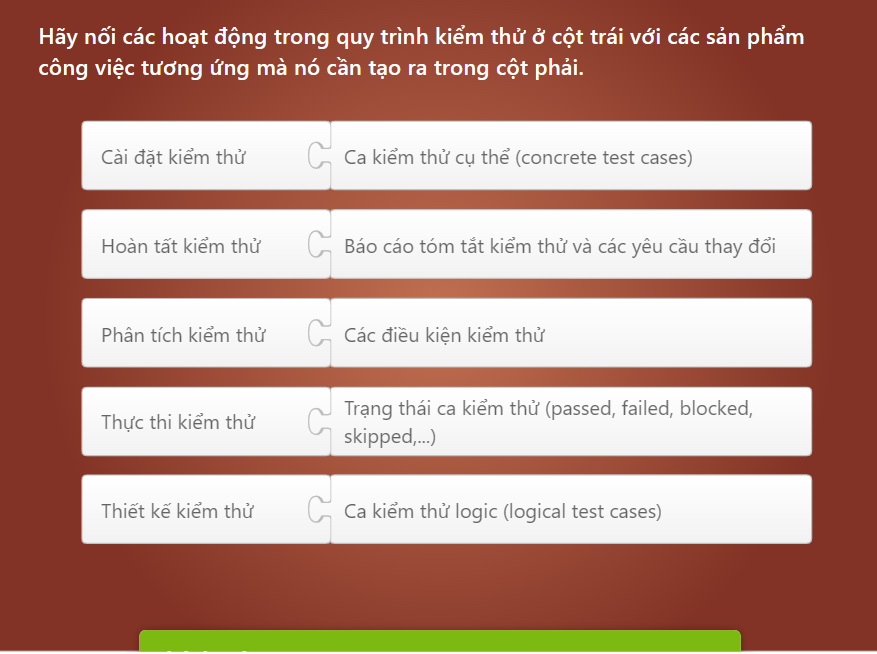 Hãy nối các hoạt động trong quy trình kiểm thử ở cột trái với các sản phẩm
công việc tương ứng mà nó cần tạo ra trong cột phải.
Cài đặt kiểm thử
Ca kiểm thử cụ thể (concrete test cases)
Hoàn tất kiểm thử
Báo cáo tóm tắt kiểm thử và các yêu cầu thay đổi
Phân tích kiểm thử
Các điều kiện kiểm thử
Thực thi kiểm thử
Trạng thái ca kiểm thử (passed, failed, blocked,
skipped,...)
Thiết kế kiểm thử
Ca kiểm thử logic (logical test cases)